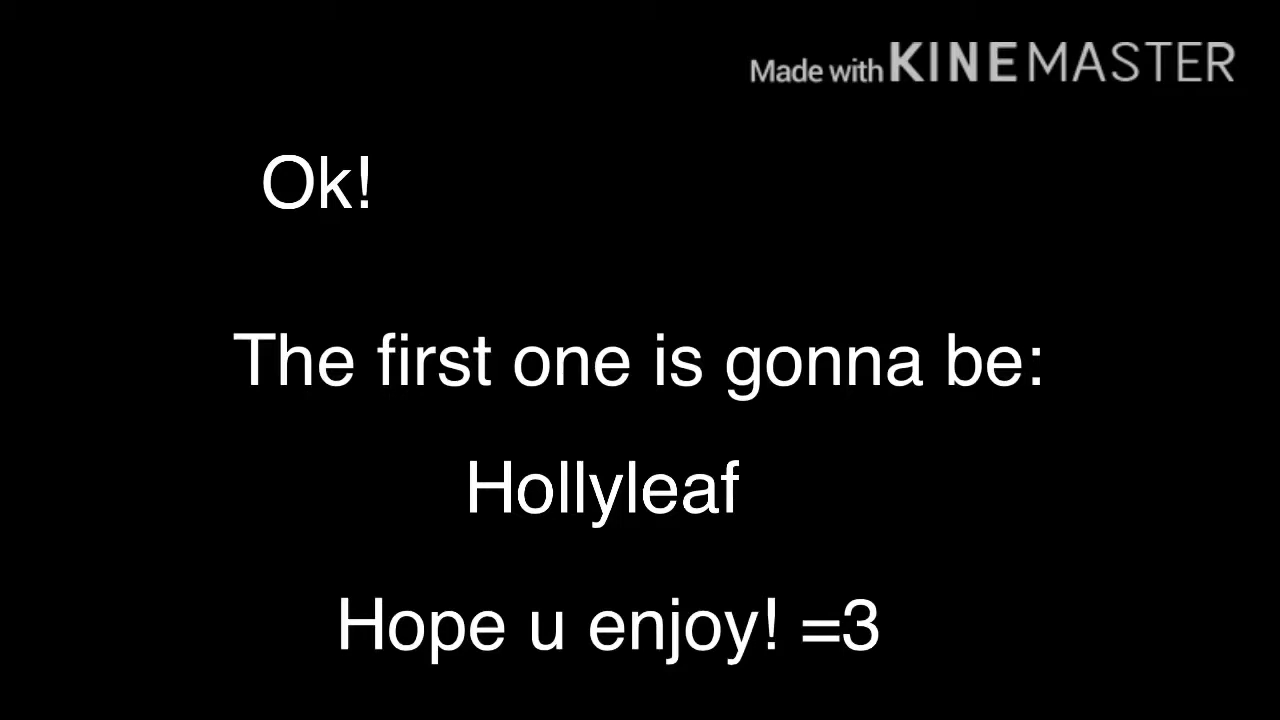 Made with KINEMASTER
Ok!
The first one is gonna be:
Hollyleaf
Hope u enjoy! =3